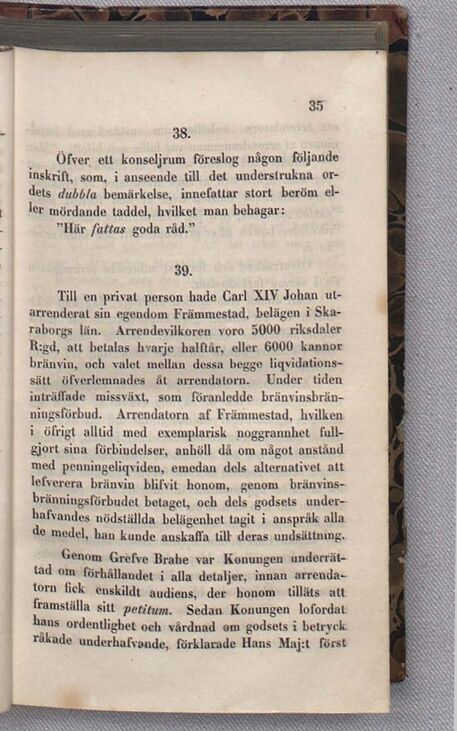 35
38.
Öfver ett konseljrum föreslog någon följande
inskrift, som, i anseende till det understrukna or-
dets dubbla bemärkelse, innefattar stort beröm el-
ler mördande taddel, hvilket man behagar:
"Här fattas goda råd."
39.
Till en privat person hade Carl XIV Johan ut-
arrenderat sin egendom Främmestad, belägen i Ska-
raborgs län. Arrendevilkoren voro 5000 riksdaler
R:gd, att betalas hvarje halftår, eller 6000 kannor
bränvin, och valet mellan dessa begge liqvidations-
sätt öfverlemnades åt arrendatorn. Under tiden
inträffade missväxt, som föranledde bränvinsbrän-
ningsförbud. Arrendatorn af Främmestad, hvilken
i öfrigt alltid med exemplarisk noggrannhet full-
gjort sina förbindelser, anhöll då om något anstånd
med penningeliqviden, emedan dels alternativet att
lefverera bränvin blifvit honom, genom bränvins-
bränningsförbudet betaget, och dels godsets under-
hafvandes nödställda belägenhet tagit i anspråk alla
de medel, han kunde anskaffa till deras undsättning.
Genom Grefve Brahe var Konungen underrät-
tad om förhållandet i alla detaljer, innan arrenda-
torn fick enskildt audiens, der honom tilläts att
framställa sitt petitum. Sedan Konungen lofordat
hans ordentlighet och vårdnad om godsets i betryck
råkade underhafvande, förklarade Hans Maj:t först